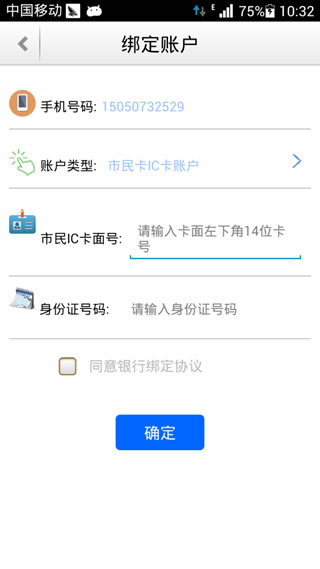 中国移动 E 75% 10:32
绑定账户
手机号码: 15050732529
账户类型: 市民卡IC卡账户
市民IC卡面号: 请输入卡面左下角14位卡
号
身份证号码: 请输入身份证号码
同意银行绑定协议
确定